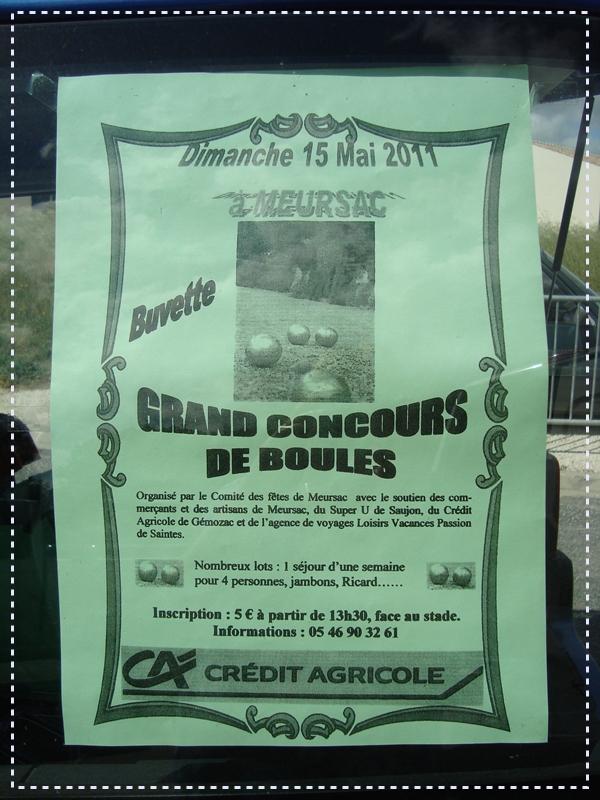 Dimanche 15 Mai 2011
à MEURSAC
Buvette
GRAND CONCOURS
DE BOULES
Organisé par le Comité des fêtes de Meursac avec le soutien des com-
merçants et des artisans de Meursac, du Super U de Saujon, du Crédit
Agricole de Gémozac et de l'agence de voyages Loisirs Vacances Passion
de Saintes.
Nombreux lots : 1 séjour d'une semaine
pour 4 personnes, jambons, Ricard……
Inscription : 5 € à partir de 13h30, face au stade.
Informations : 05 46 90 32 61
CA CRÉDIT AGRICOLE